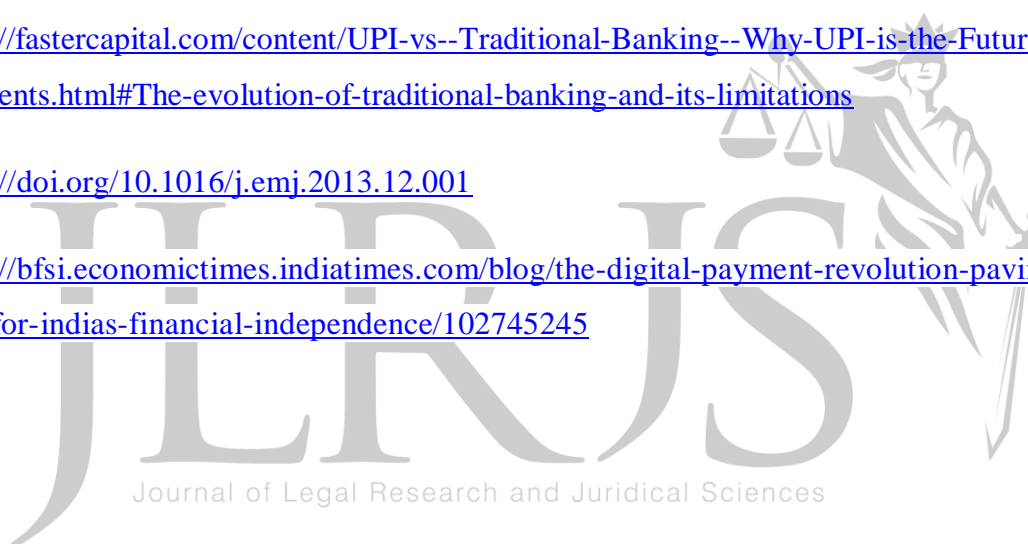 //fastercapital.com/content/UPI-vs--Traditional-Banking--Why-UPI-is-the-Futur
ents.html#The-evolution-of-traditional-banking-and-its-limitations
//doi.org/10.1016/j.emj.2013.12.001
//bfsi.economictimes.indiatimes.com/blog/the-digital-payment-revolution-pavi
for-indias-financial-independence/102745245
JLRJS
Journal of Legal Research and Juridical Sciences